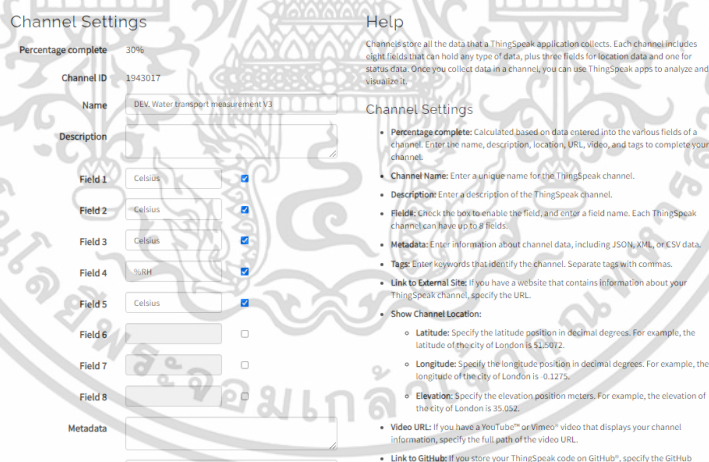 Channel Settings
Percentage complete 30%
Channel ID 1943017
Name DEV. Water transport measurement V3
Description
Field 1 Celsius
Field 2 Celsius
Field 3 Celsius
Field 4 %RH
Field 5 Celsius
Field 6
Field 7
Field 8
Metadata
Help
Channels store all the data that a ThingSpeak application collects. Each channel includes
eight fields that can hold any type of data, plus three fields for location data and one for
status data. Once you collect data in a channel, you can use ThingSpeak apps to analyze and
visualize it.
Channel Settings
• Percentage complete: Calculated based on data entered into the various fields of a
channel. Enter the name, description, location, URL, video, and tags to complete your
channel.
• Channel Name: Enter a unique name for the ThingSpeak channel.
• Description: Enter a description of the ThingSpeak channel.
• Field#: Check the box to enable the field, and enter a field name. Each ThingSpeak
channel can have up to 8 fields.
• Metadata: Enter information about channel data, including JSON, XML, or CSV data.
• Tags: Enter keywords that identify the channel. Separate tags with commas.
• Link to External Site: If you have a website that contains information about your
ThingSpeak channel, specify the URL.
• Show Channel Location:
○ Latitude: Specify the latitude position in decimal degrees. For example, the
latitude of the city of London is 51.5072.
○ Longitude: Specify the longitude position in decimal degrees. For example, the
longitude of the city of London is -0.1275.
○ Elevation: Specify the elevation position meters. For example, the elevation of
the city of London is 35.052.
• Video URL: If you have a YouTube™ or Vimeo® video that displays your channel
information, specify the full path of the video URL.
• Link to GitHub: If you store your ThingSpeak code on GitHub®, specify the GitHub